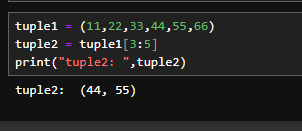 tuple1 = (11,22,33,44,55,66)
tuple2 = tuple1[3:5]
print("tuple2: ",tuple2)
tuple2:  (44, 55)